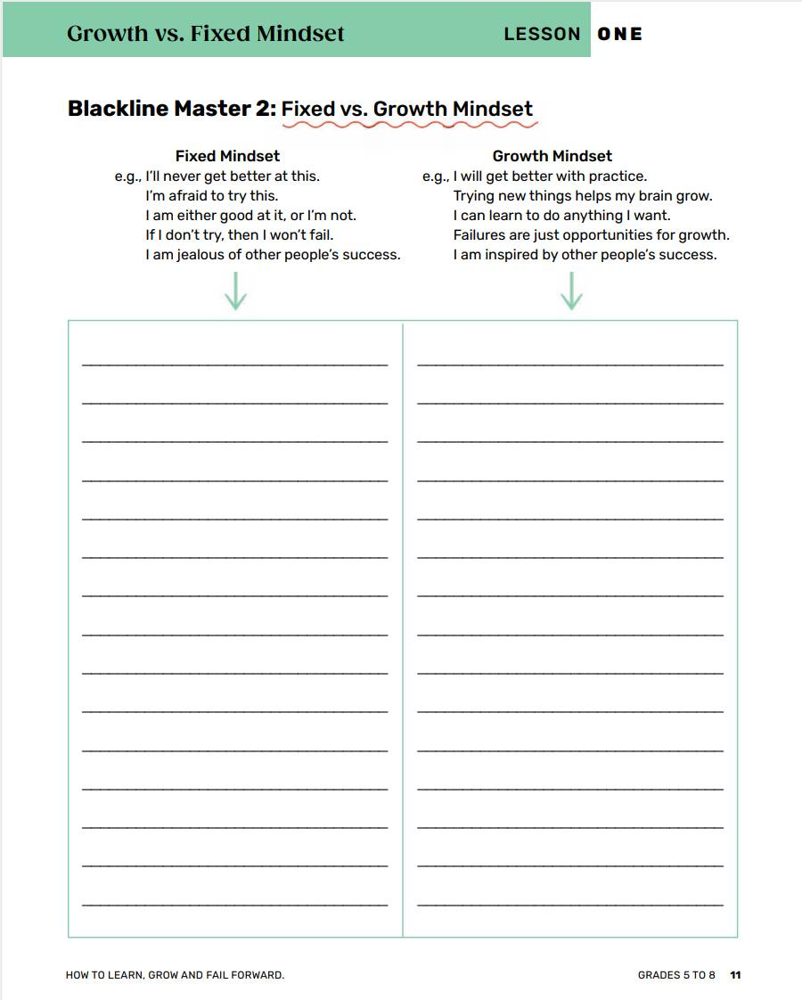 Growth vs. Fixed Mindset
LESSON ONE
Blackline Master 2: Fixed vs. Growth Mindset
Fixed Mindset
e.g., I’ll never get better at this.
I’m afraid to try this.
I am either good at it, or I’m not.
If I don’t try, then I won’t fail.
I am jealous of other people’s success.
Growth Mindset
e.g., I will get better with practice.
Trying new things helps my brain grow.
I can learn to do anything I want.
Failures are just opportunities for growth.
I am inspired by other people’s success.
HOW TO LEARN, GROW AND FAIL FORWARD.
GRADES 5 TO 8 11